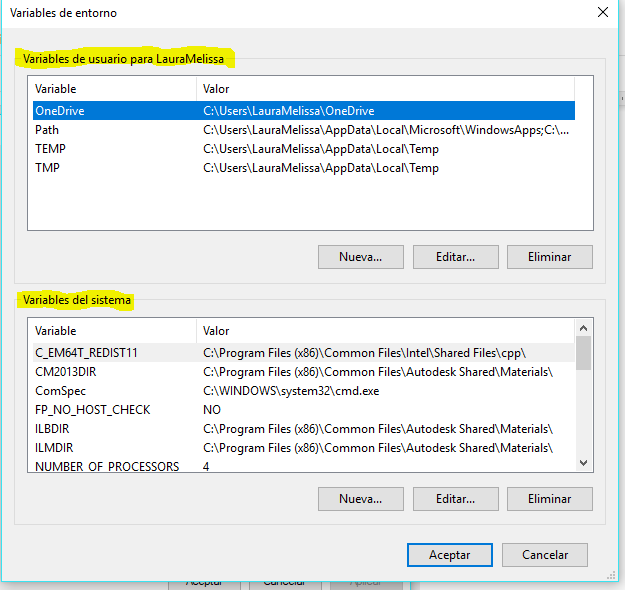 Variables de entorno
Variables de usuario para LauraMelissa
Variable Valor
OneDrive C:\Users\LauraMelissa\OneDrive
Path C:\Users\LauraMelissa\AppData\Local\Microsoft\WindowsApps;C:\...
TEMP C:\Users\LauraMelissa\AppData\Local\Temp
TMP C:\Users\LauraMelissa\AppData\Local\Temp
Nueva... Editar... Eliminar
Variables del sistema
Variable Valor
C_EM64T_REDIST11 C:\Program Files (x86)\Common Files\Intel\Shared Files\cpp\
CM2013DIR C:\Program Files (x86)\Common Files\Autodesk Shared\Materials\
ComSpec C:\WINDOWS\system32\cmd.exe
FP_NO_HOST_CHECK NO
ILBDIR C:\Program Files (x86)\Common Files\Autodesk Shared\Materials\
ILMDIR C:\Program Files (x86)\Common Files\Autodesk Shared\Materials\
NUMBER_OF_PROCESSORS 4
Nueva... Editar... Eliminar
Aceptar Cancelar
Aceptar Cancelar Aplicar